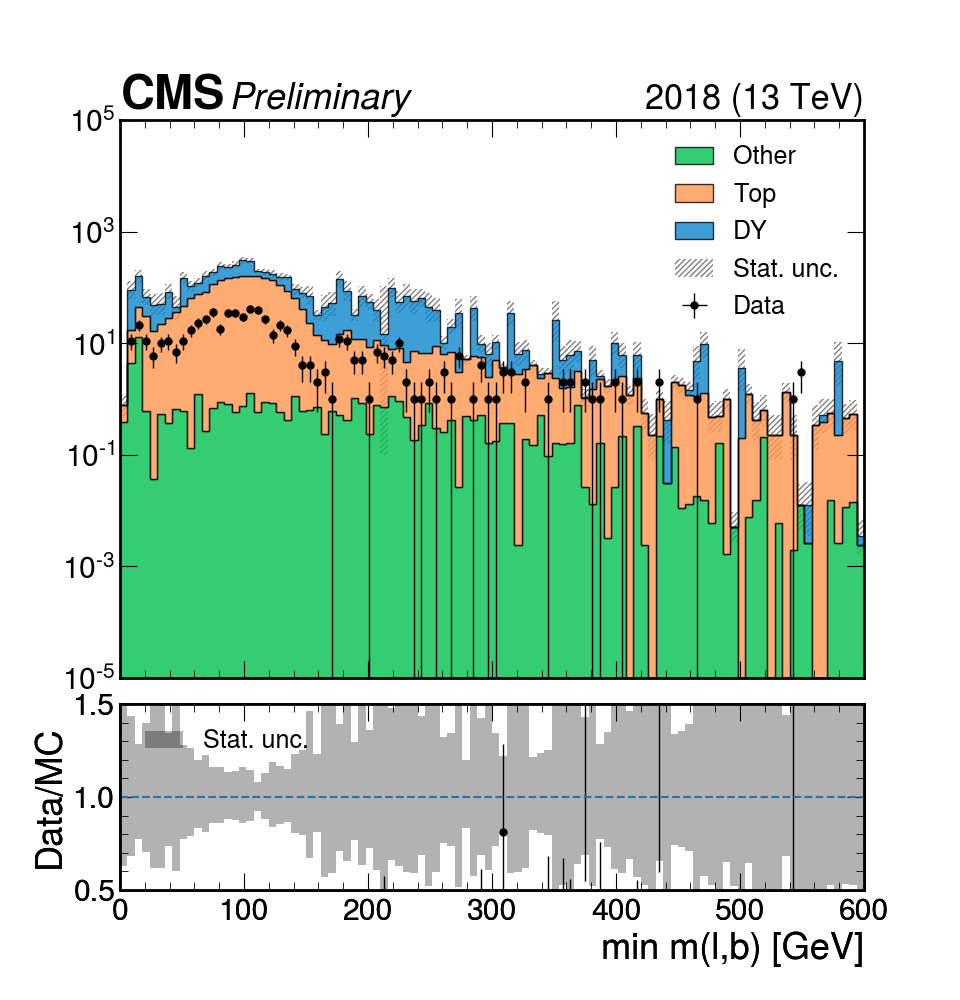 CMS Preliminary 2018 (13 TeV)
10^5
10^3
10^1
10^-1
10^-3
10^-5
Other
Top
DY
Stat. unc.
Data
1.5
1.0
0.5
Data/MC
Stat. unc.
0 100 200 300 400 500 600
min m(l,b) [GeV]